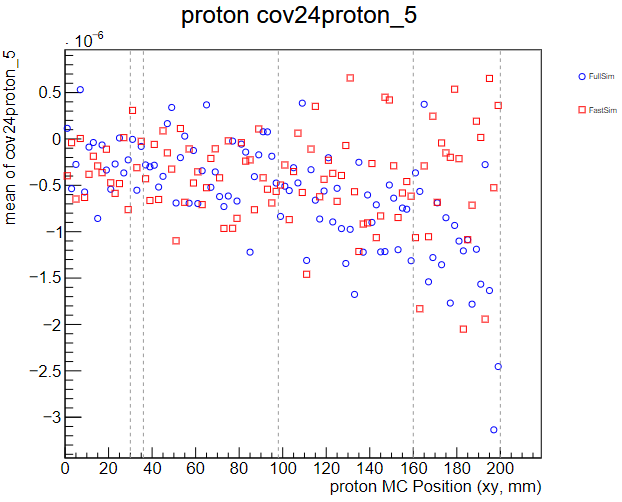 proton cov24proton_5
· 10⁻⁶
mean of cov24proton_5
0.5
0
−0.5
−1
−1.5
−2
−2.5
−3
0 20 40 60 80 100 120 140 160 180 200
proton MC Position (xy, mm)
FullSim
FastSim